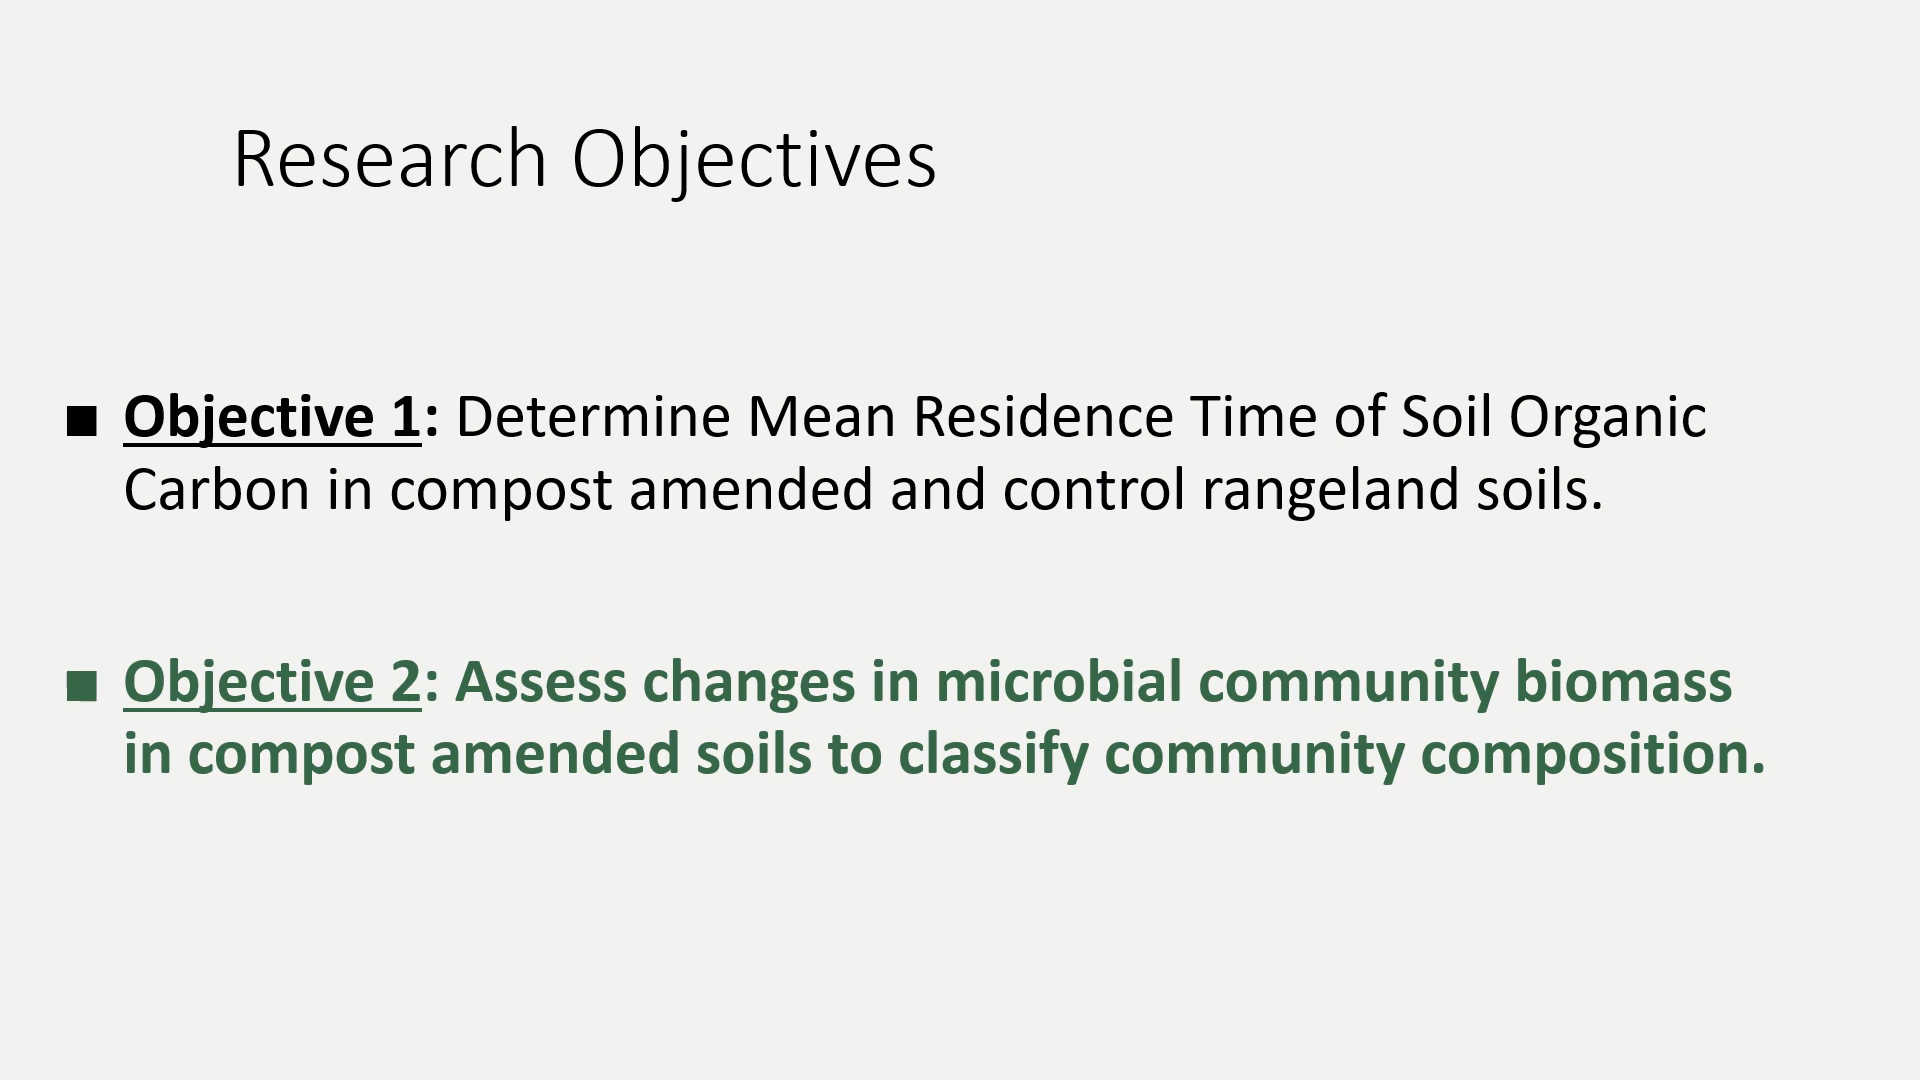 Research Objectives
■ Objective 1: Determine Mean Residence Time of Soil Organic
Carbon in compost amended and control rangeland soils.
■ Objective 2: Assess changes in microbial community biomass
in compost amended soils to classify community composition.